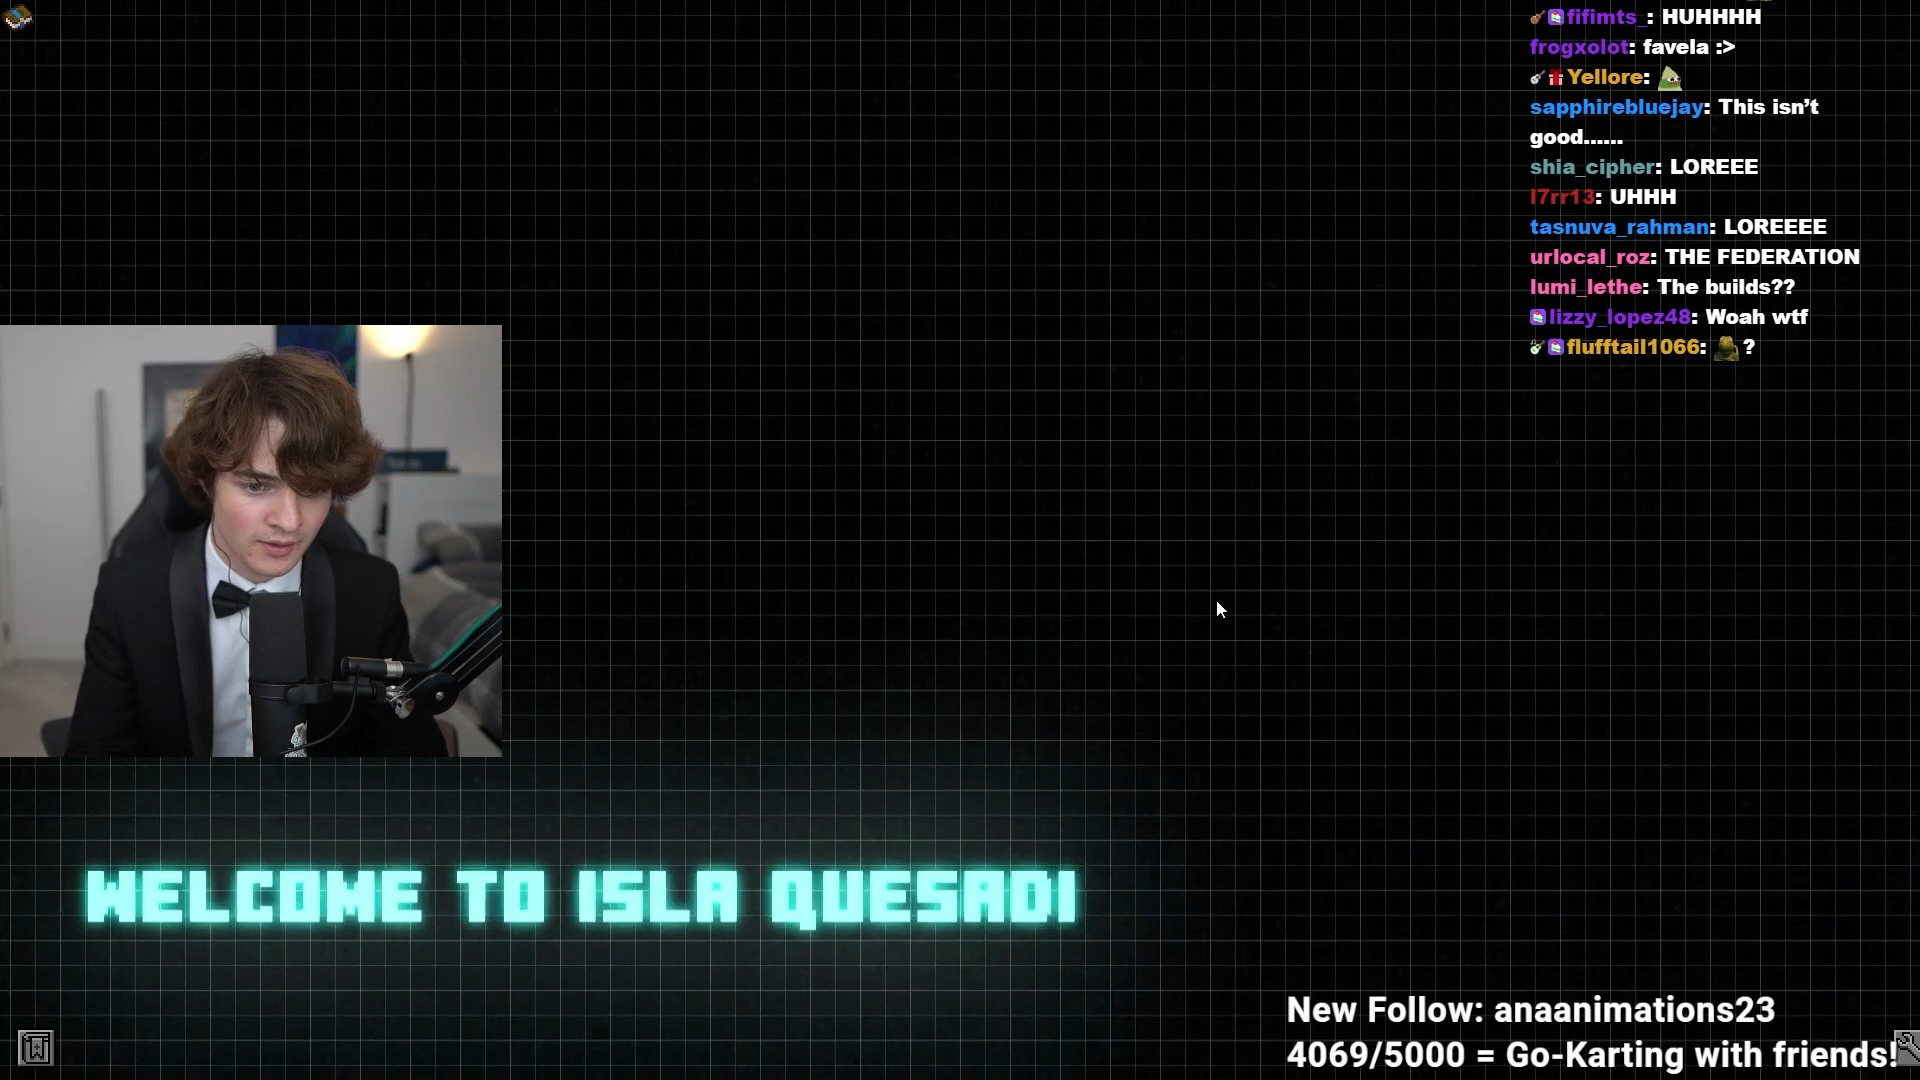 fifimts_: HUHHHH
frogxolot: favela :>
Yellore:
sapphirebluejay: This isn’t
good......
shia_cipher: LOREEE
l7rr13: UHHH
tasnuva_rahman: LOREEEE
urlocal_roz: THE FEDERATION
lumi_lethe: The builds??
lizzy_lopez48: Woah wtf
flufftail1066: ?
WELCOME TO ISLA QUESADI
New Follow: anaanimations23
4069/5000 = Go-Karting with friends!